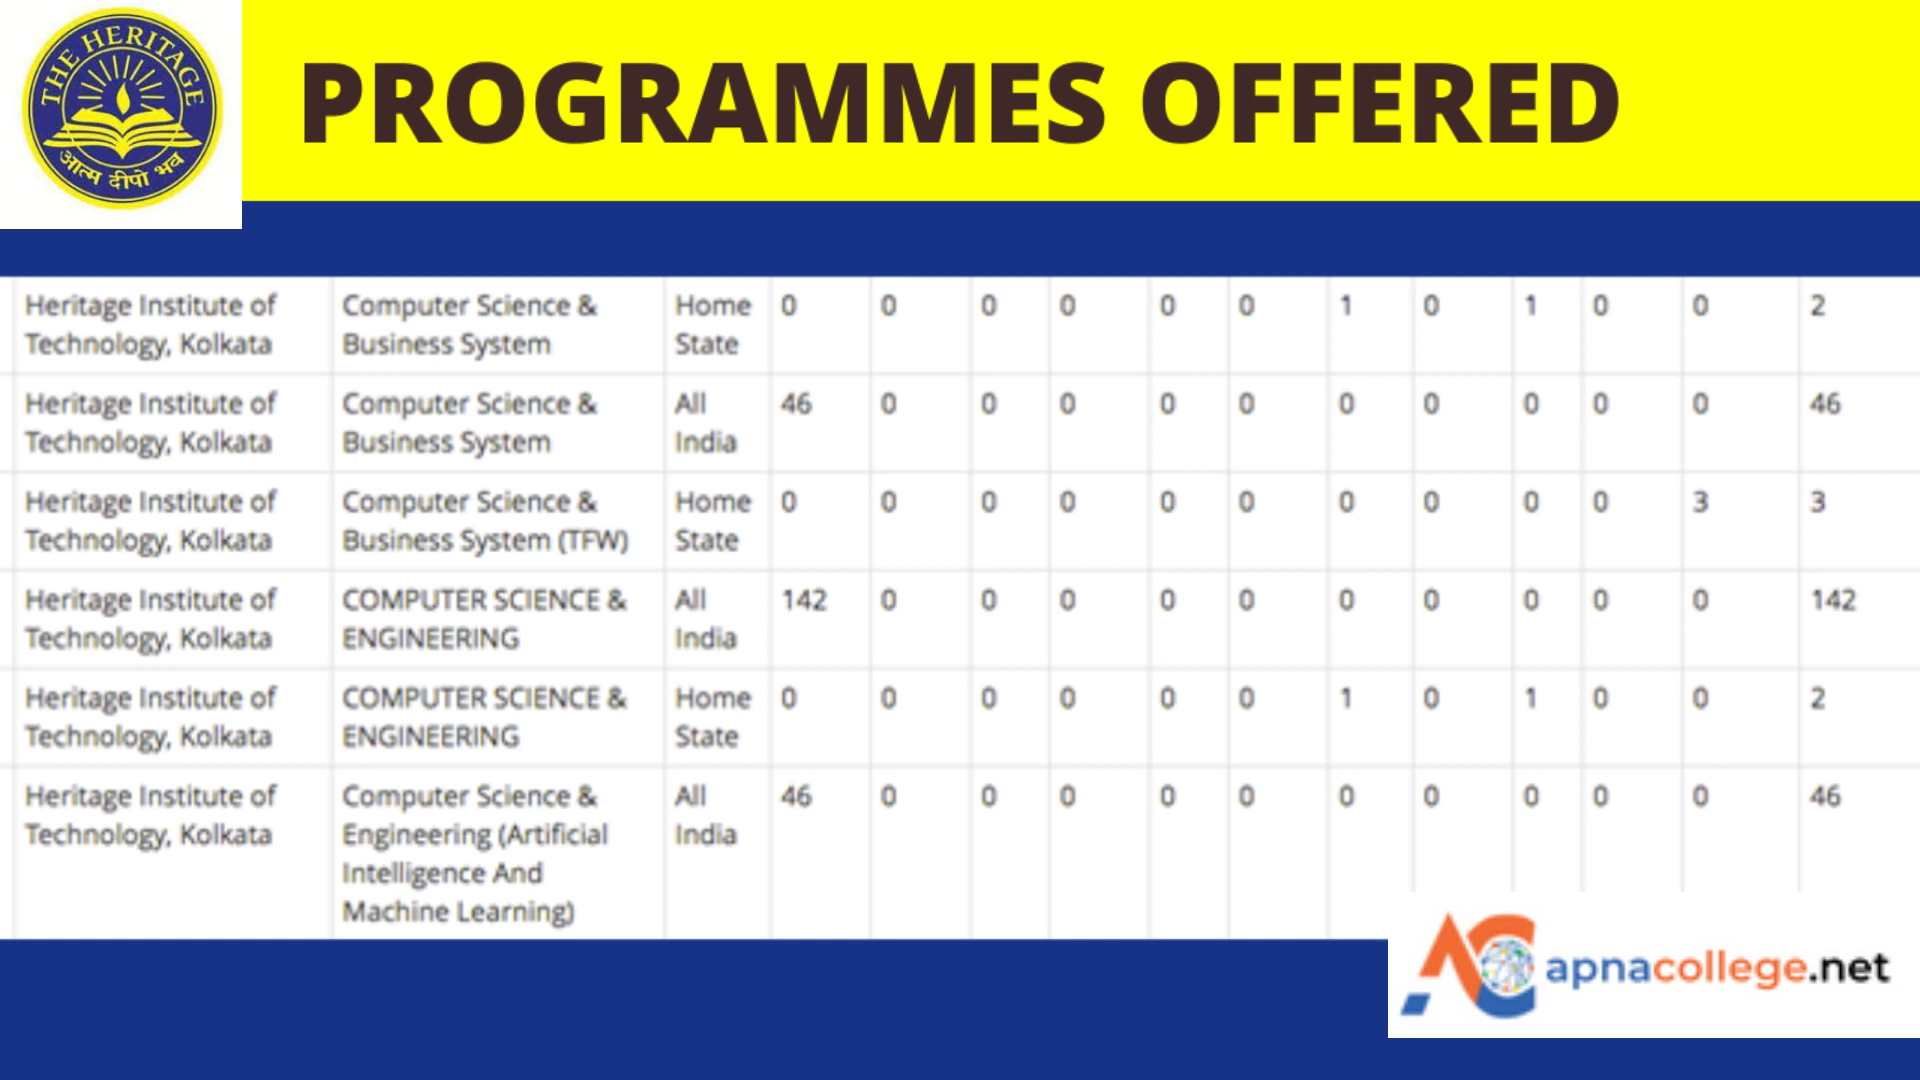 THE HERITAGE
आत्म दीपो भव
PROGRAMMES OFFERED
Heritage Institute of Computer Science & Home 0 0 0 0 0 0 1 0 1 0 0 2
Technology, Kolkata Business System State
Heritage Institute of Computer Science & All 46 0 0 0 0 0 0 0 0 0 0 46
Technology, Kolkata Business System India
Heritage Institute of Computer Science & Home 0 0 0 0 0 0 0 0 0 0 3 3
Technology, Kolkata Business System (TFW) State
Heritage Institute of COMPUTER SCIENCE & All 142 0 0 0 0 0 0 0 0 0 0 142
Technology, Kolkata ENGINEERING India
Heritage Institute of COMPUTER SCIENCE & Home 0 0 0 0 0 0 1 0 1 0 0 2
Technology, Kolkata ENGINEERING State
Heritage Institute of Computer Science & All 46 0 0 0 0 0 0 0 0 0 0 46
Technology, Kolkata Engineering (Artificial India
Intelligence And
Machine Learning)
apnacollege.net